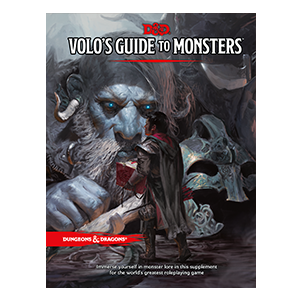 D&D
VOLO'S GUIDE TO MONSTERS
DUNGEONS & DRAGONS®
Immerse yourself in monster lore in this supplement
for the world's greatest roleplaying game